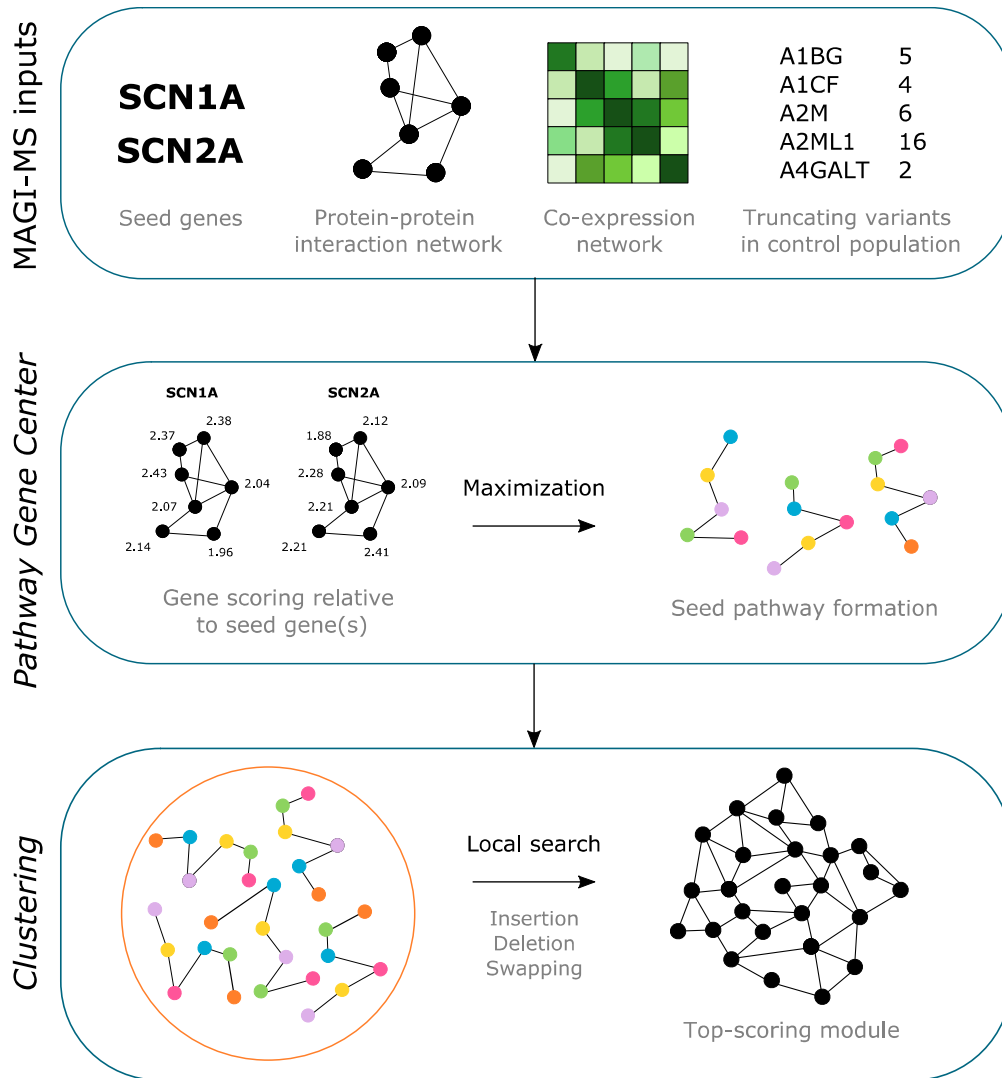 MAGI-MS inputs
SCN1A
SCN2A
Seed genes
Protein-protein
interaction network
Co-expression
network
A1BG 5
A1CF 4
A2M 6
A2ML1 16
A4GALT 2
Truncating variants
in control population
Pathway Gene Center
SCN1A
2.38
2.37
2.43
2.04
2.07
2.14
1.96
SCN2A
2.12
1.88
2.28
2.09
2.21
2.21
2.41
Gene scoring relative
to seed gene(s)
Maximization
Seed pathway formation
Clustering
Local search
Insertion
Deletion
Swapping
Top-scoring module